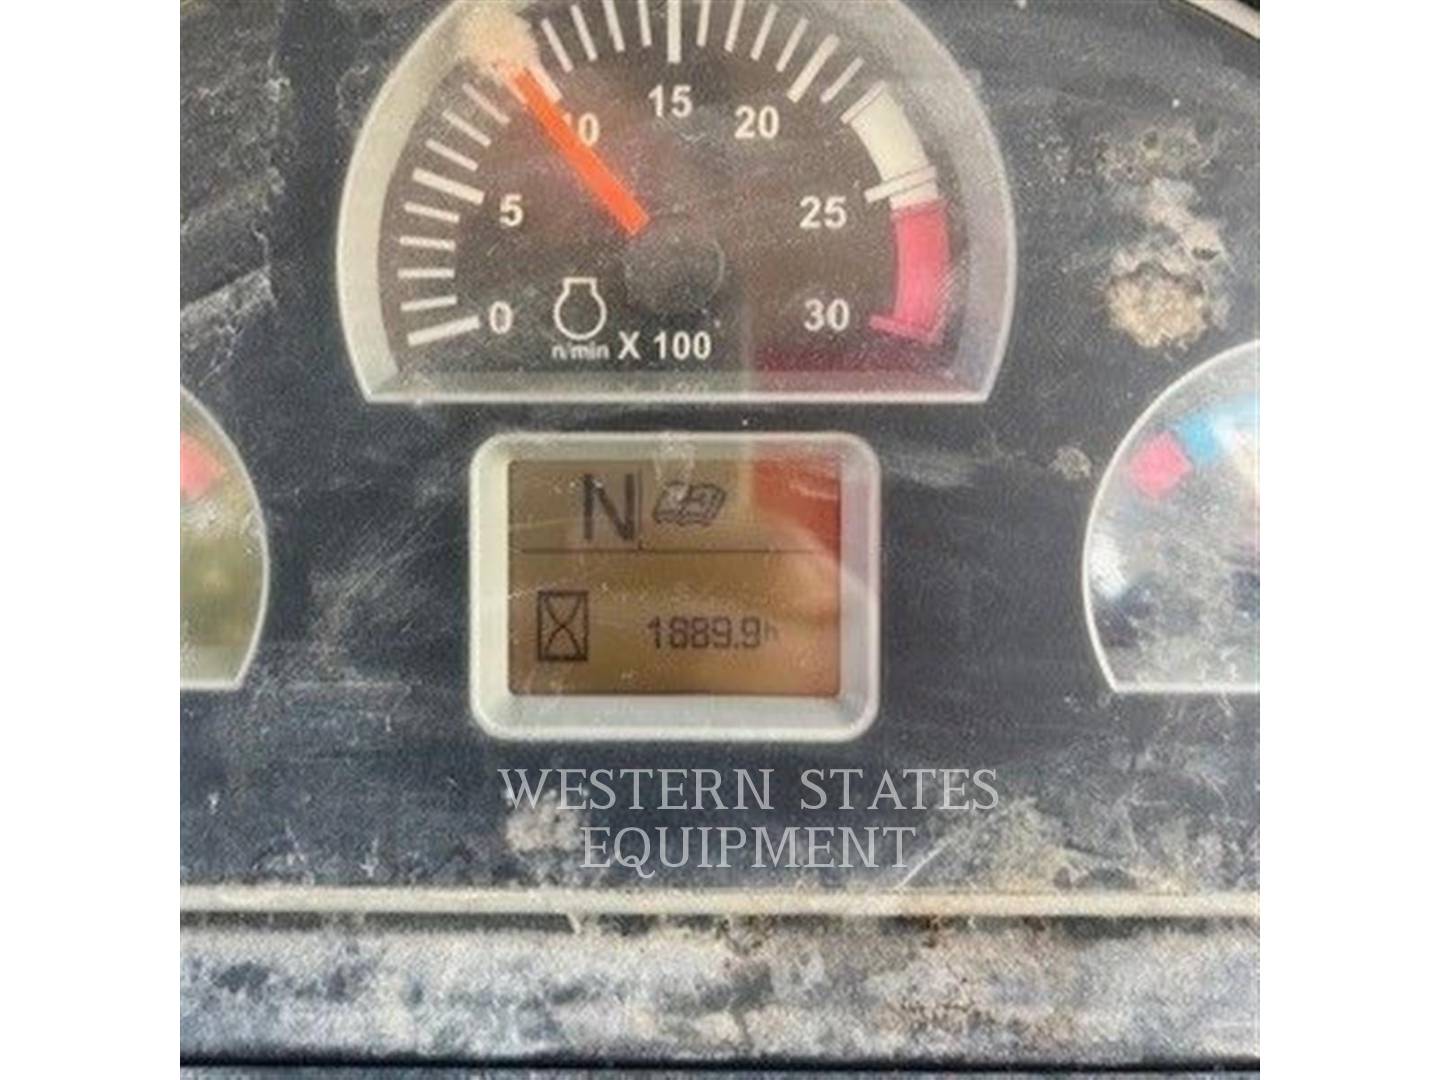 15
10
20
5
25
0
30
n/min X 100
N
1889.9h
WESTERN STATES
EQUIPMENT